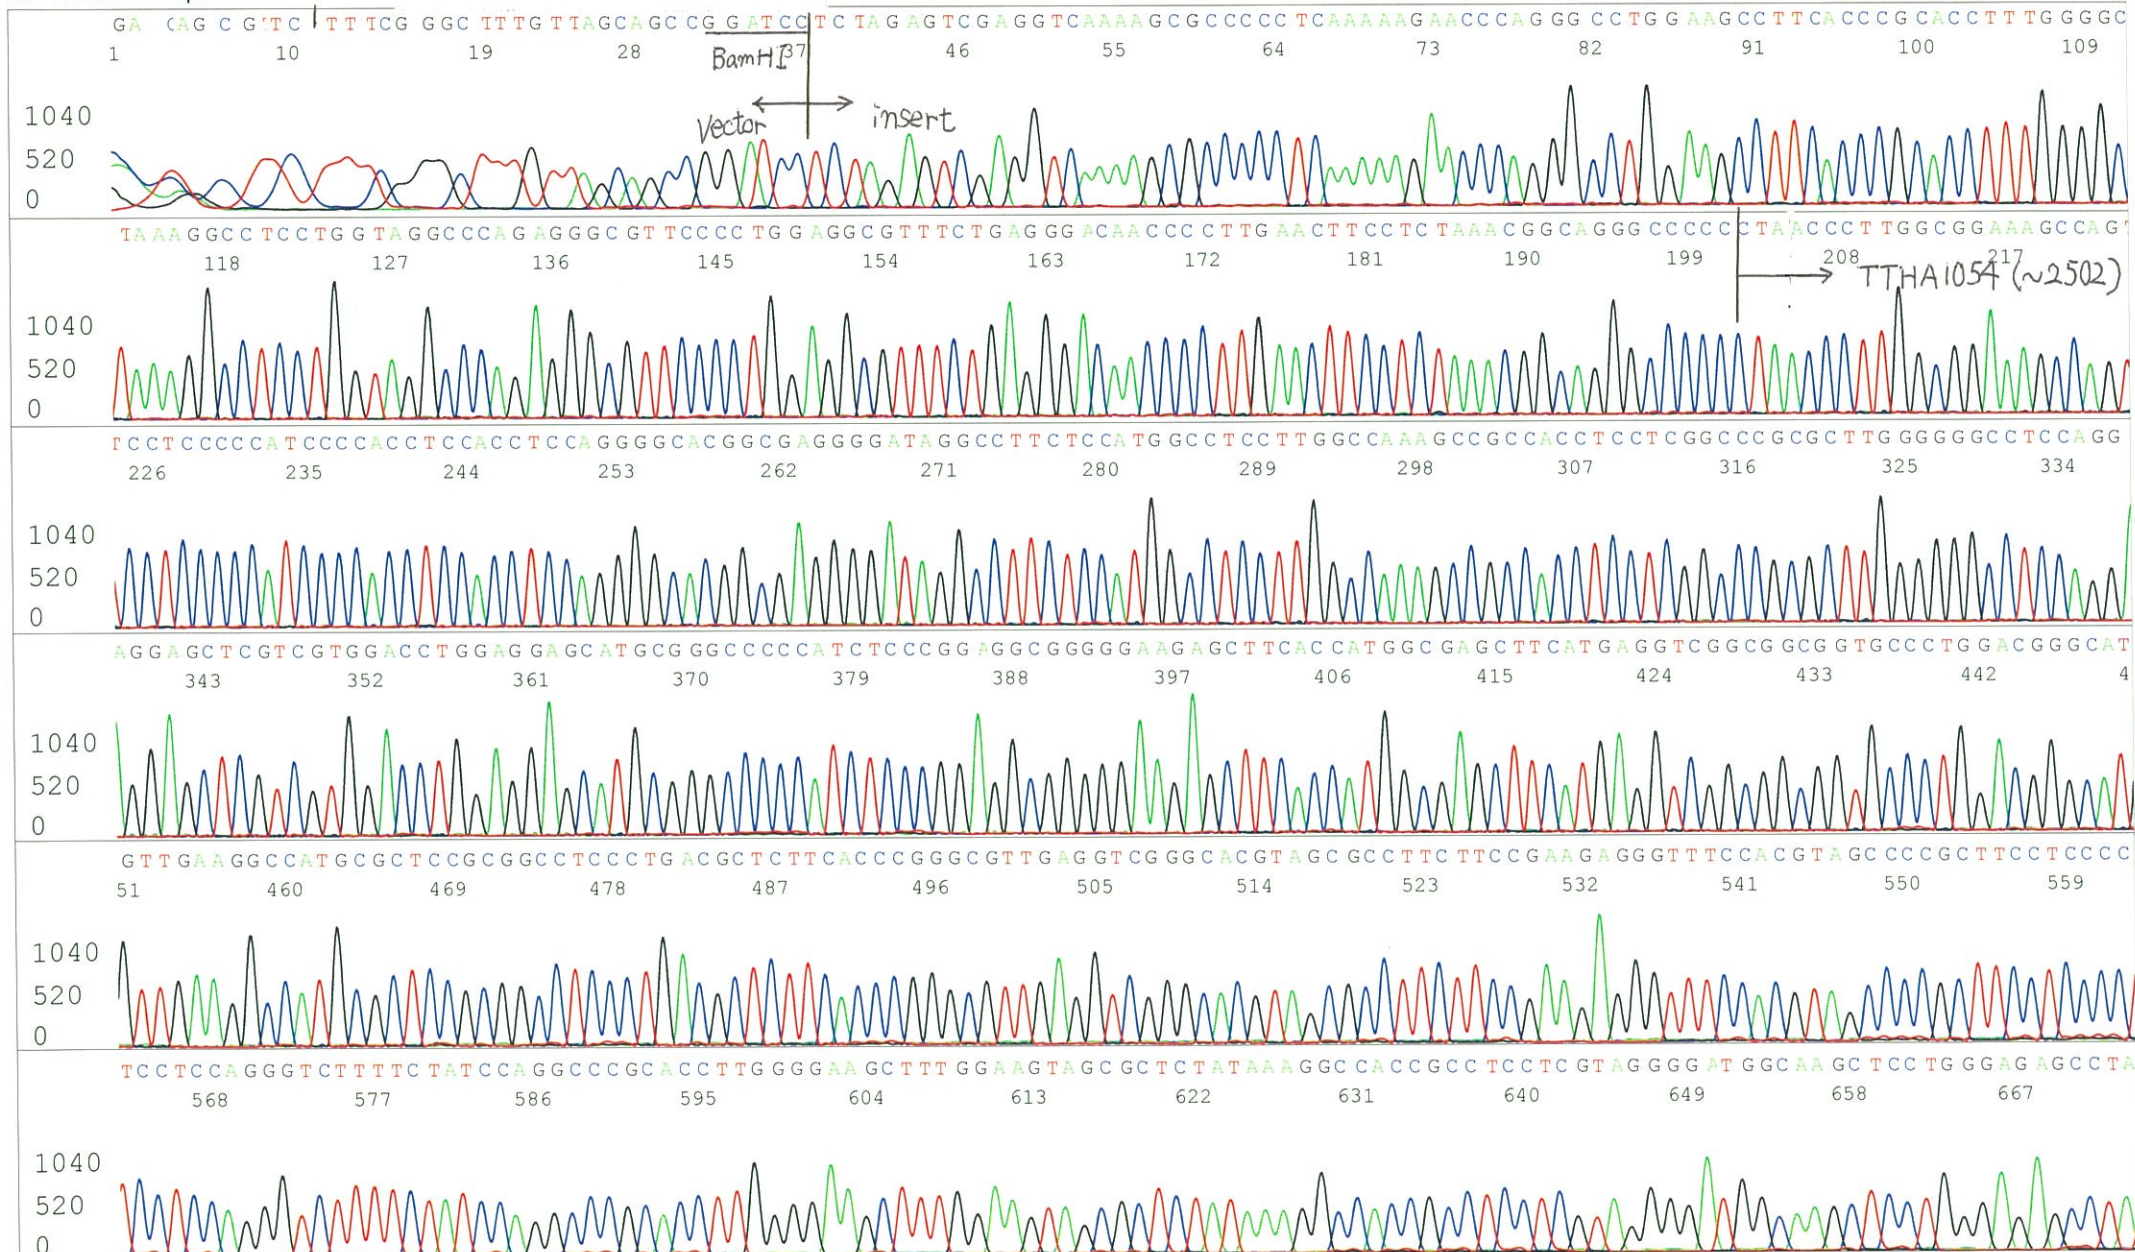 GA CAG C G TTC TTTCG GGC TTTGTTAGCAGCCGGATCCTCTAGAGTCGAGGTCAAAAGCGCCCCCTCAAAAAGAACCCAGGGCCTGGAAGCCTTCACCCGCACCTTTGGGGC
1 10 19 28 37 46 55 64 73 82 91 100 109
BamHI
Vector insert
1040
520
0
TAAAGGCCTCCTGGTAGGCCCAGAGGGCGTTCCCCTGGAGGCGTTTCTGAGGGACAACCCCTTGAACTTCCTCTAAACGGCAGGGCCCCCCTAACCCTTGGCGGAAAGCCAGT
118 127 136 145 154 163 172 181 190 199 208 217
TTHA1054 (~2502)
1040
520
0
TCCTCCCCCATCCCCACCTCCACCTCCAGGGGCACGGCGAGGGGATAGGCCTTCTCCATGGCCTCCTTGGCCAAAGCCGCCACCTCCTCGGCCCGCGCTTGGGGGGCCTCCAGG
226 235 244 253 262 271 280 289 298 307 316 325 334
1040
520
0
AGGAGCTCGTCGTGGACCTGGAGGAGCATGCGGGCCCCCATCTCCCGGAGGCGGGGGAAGAGCTTCACCATGGCGAGCTTCATGAGGTCGGCGGCGGTGCCCTGGACGGGCAT
343 352 361 370 379 388 397 406 415 424 433 442 4
1040
520
0
GTTGAAGGCCATGCGCTCCGCGGCCTCCCTGACGCTCTTCACCCGGGCGTTGAGGTCGGGCACGTAGCGCCTTCTTCCGAAGAGGGTTTCCACGTAGCCCCGCTTCCTCCCC
51 460 469 478 487 496 505 514 523 532 541 550 559
1040
520
0
TCCTCCAGGGTCTTTTCTATCCAGGCCCGCACCTTGGGGAAGCTTTGGAAGTAGCGCTCTATAAAGGCCACCGCCTCCTCGTAGGGGATGGCAAGCTCCTGGGAGAGCCTA
568 577 586 595 604 613 622 631 640 649 658 667
1040
520
0